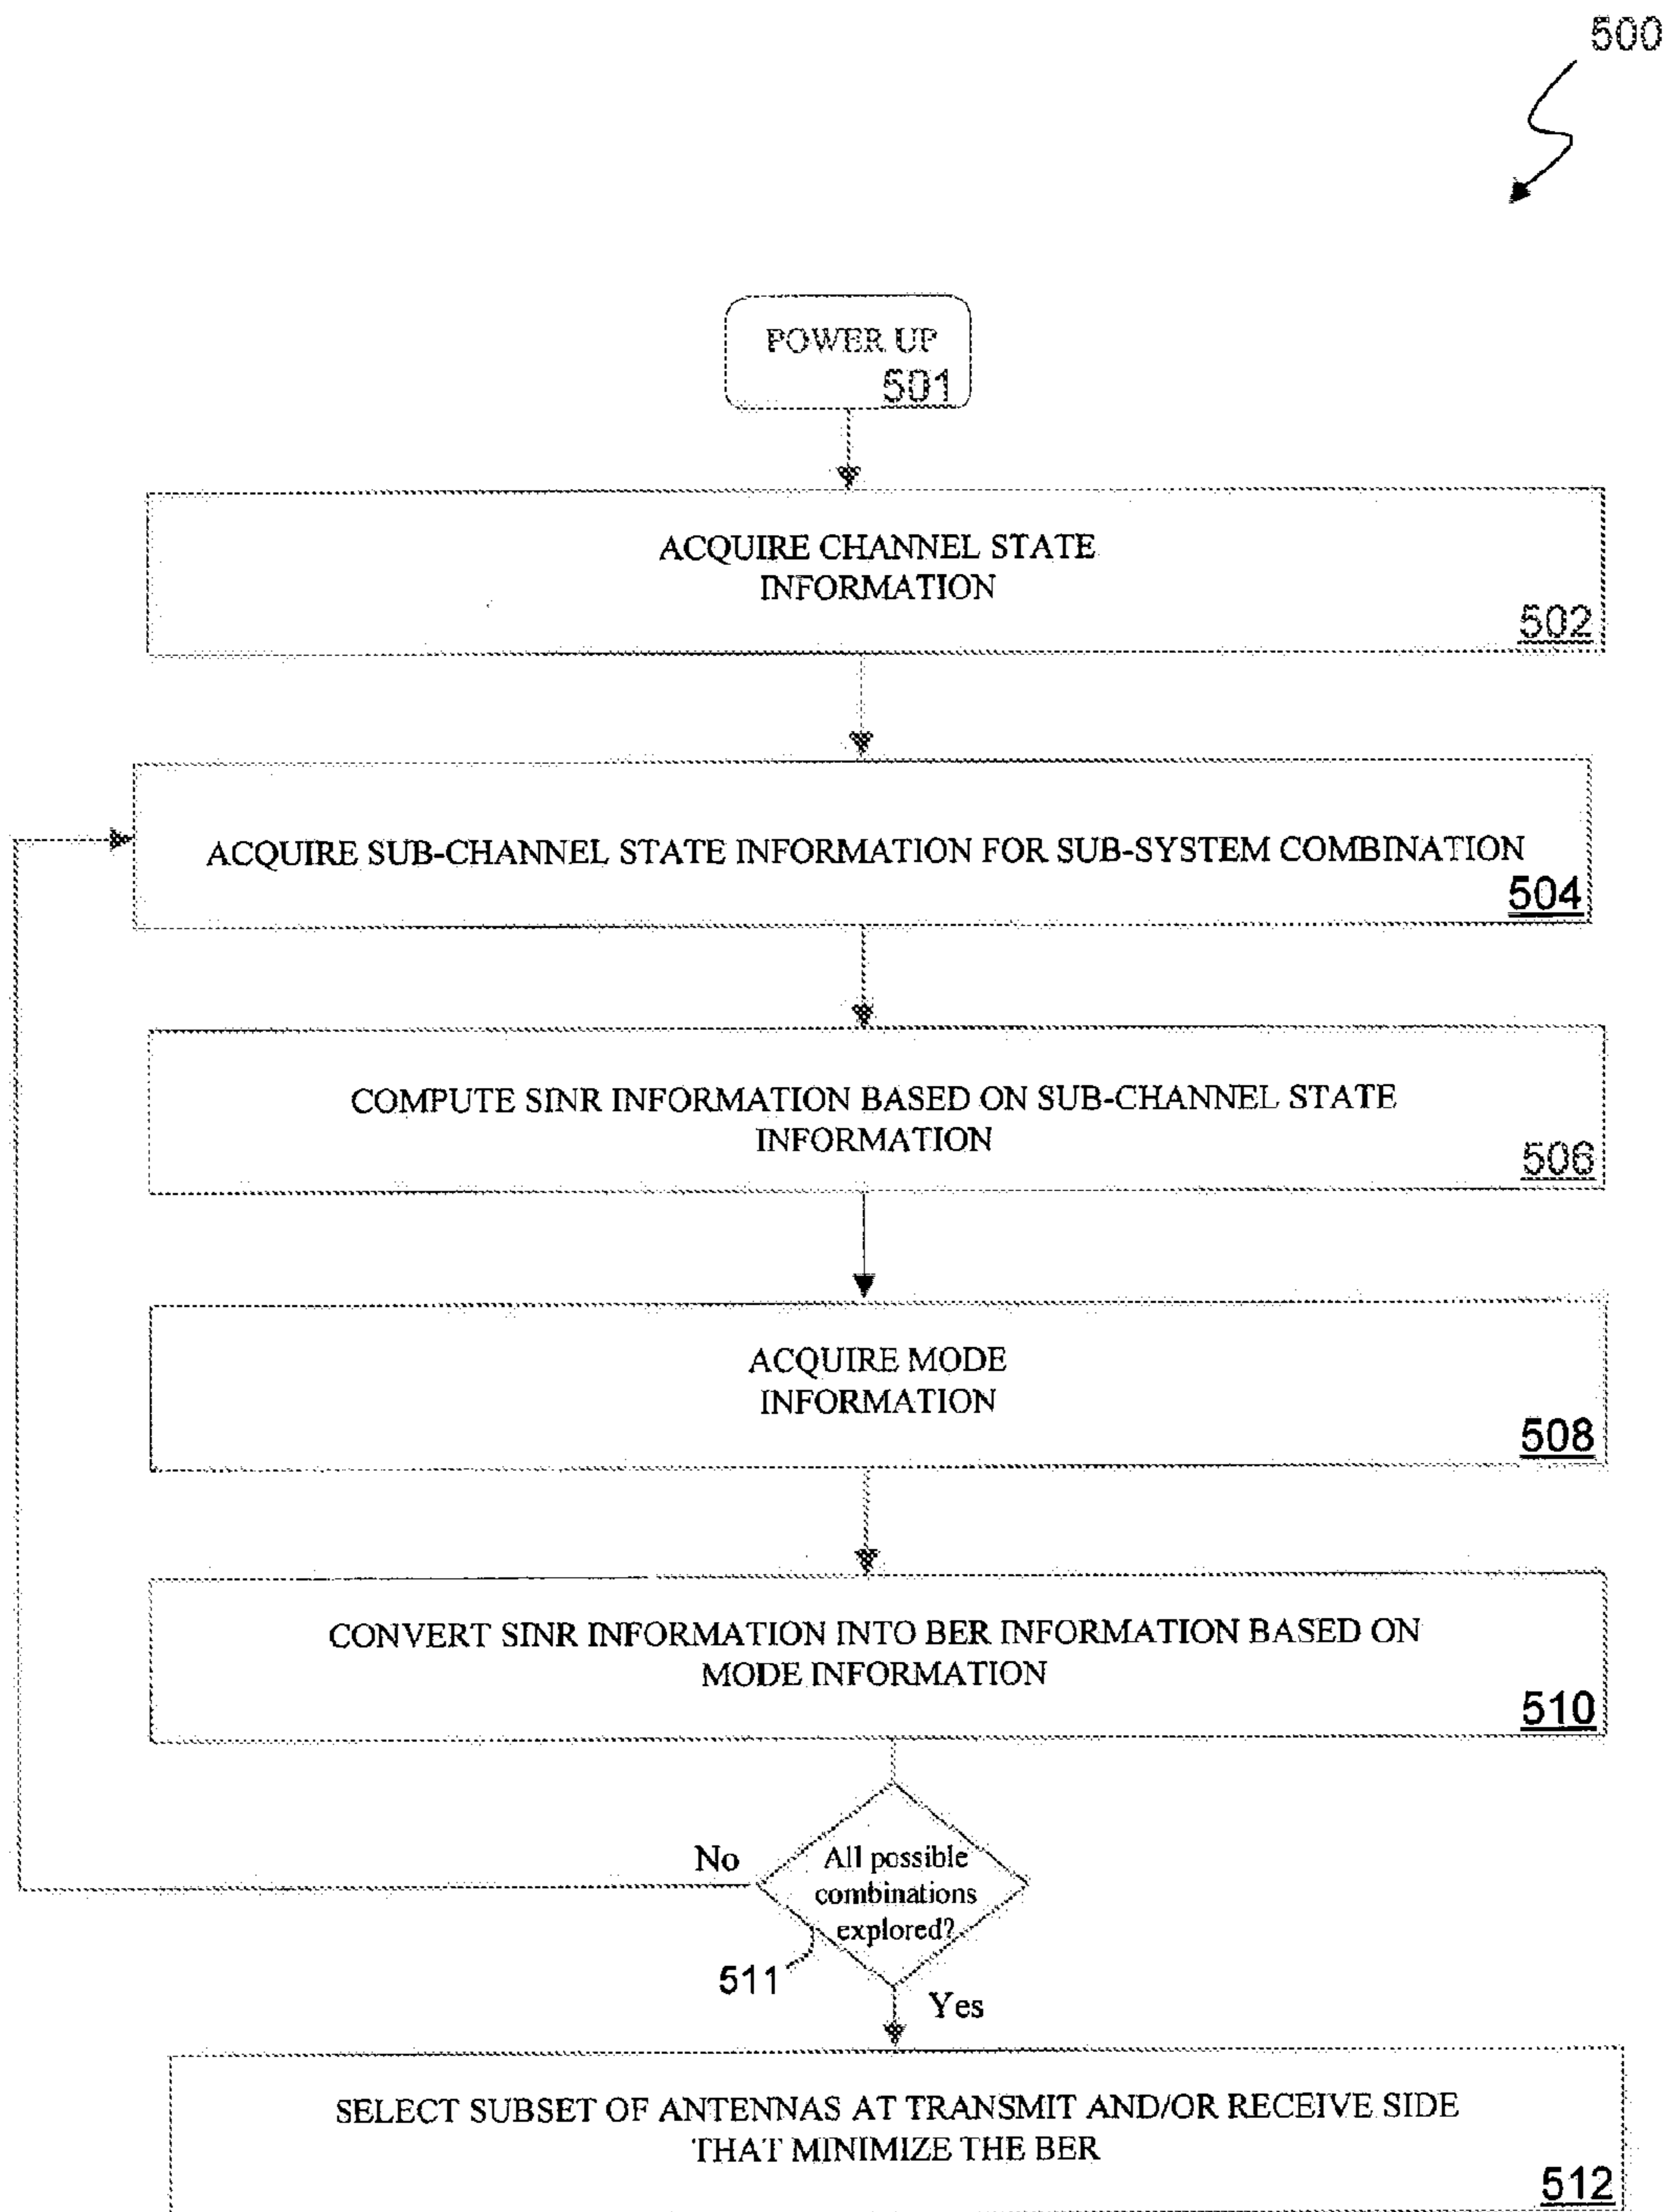 500
POWER UP
501
ACQUIRE CHANNEL STATE
INFORMATION
502
ACQUIRE SUB-CHANNEL STATE INFORMATION FOR SUB-SYSTEM COMBINATION
504
COMPUTE SINR INFORMATION BASED ON SUB-CHANNEL STATE
INFORMATION
506
ACQUIRE MODE
INFORMATION
508
CONVERT SINR INFORMATION INTO BER INFORMATION BASED ON
MODE INFORMATION
510
No
All possible
combinations
explored?
511
Yes
SELECT SUBSET OF ANTENNAS AT TRANSMIT AND/OR RECEIVE SIDE
THAT MINIMIZE THE BER
512